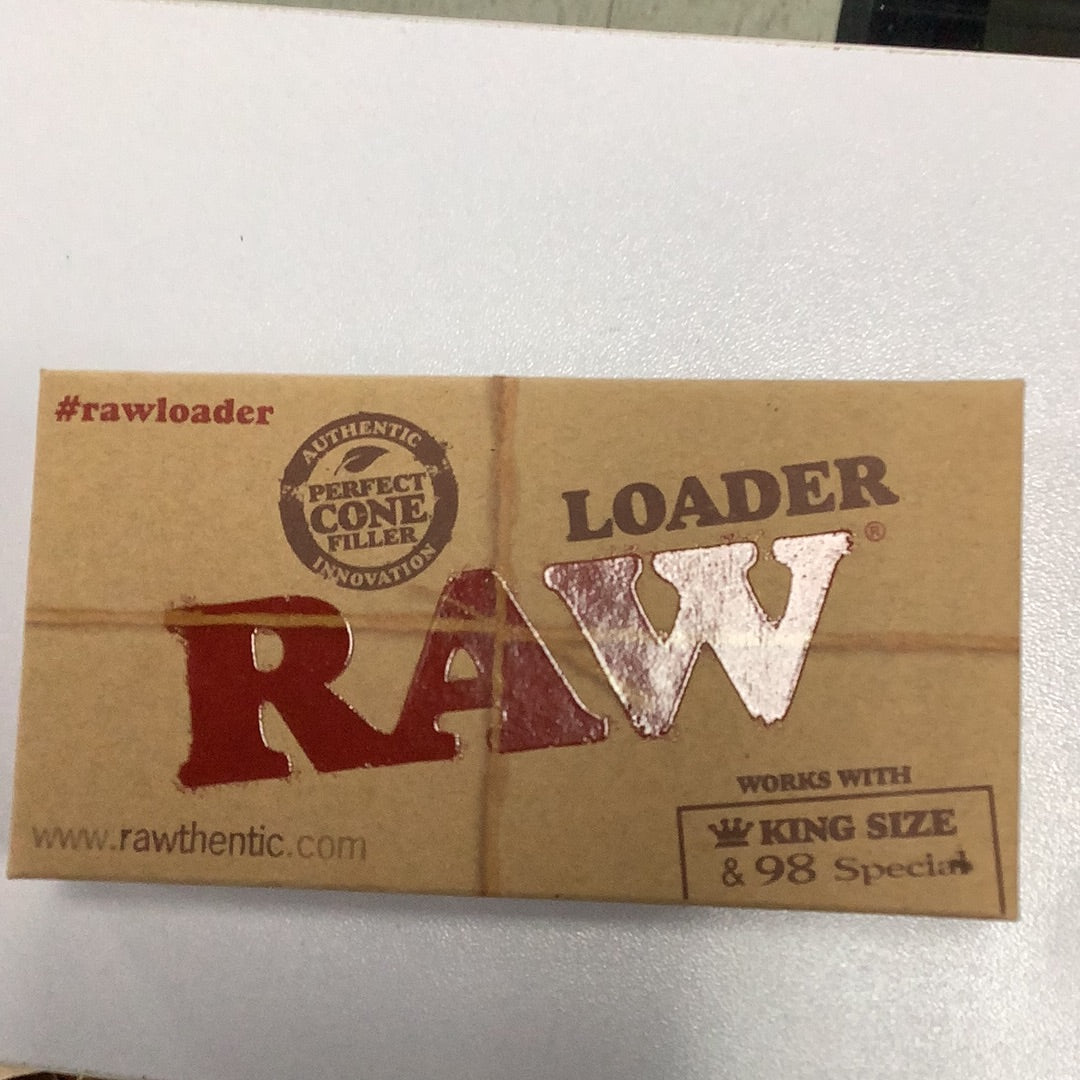 #rawloader
AUTHENTIC
PERFECT
CONE
FILLER
INNOVATION
LOADER
RAW®
www.rawthentic.com
WORKS WITH
KING SIZE
& 98 Special